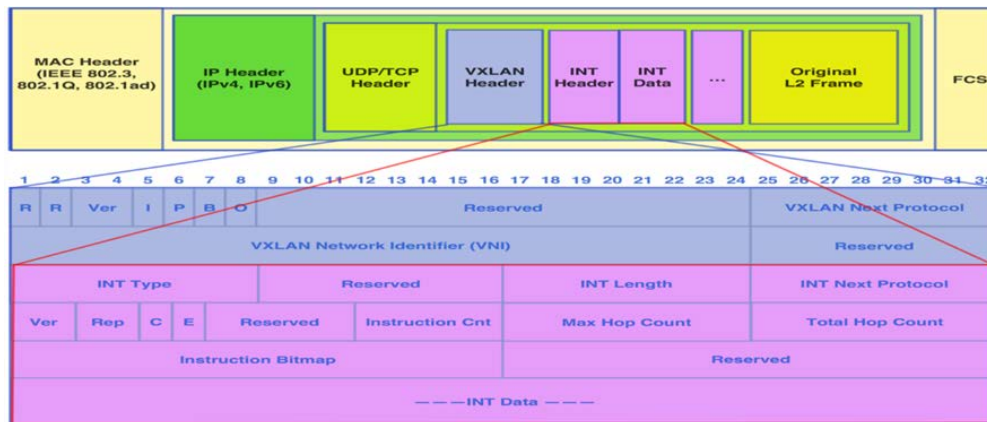 MAC Header
(IEEE 802.3,
802.1Q, 802.1ad)
IP Header
(IPv4, IPv6)
UDP/TCP
Header
VXLAN
Header
INT
Header
INT
Data
...
Original
L2 Frame
FCS
1 2 3 4 5 6 7 8 9 10 11 12 13 14 15 16 17 18 19 20 21 22 23 24 25 26 27 28 29 30 31 32
R R Ver I P B O Reserved VXLAN Next Protocol
VXLAN Network Identifier (VNI) Reserved
INT Type Reserved INT Length INT Next Protocol
Ver Rep C E Reserved Instruction Cnt Max Hop Count Total Hop Count
Instruction Bitmap Reserved
———INT Data ———